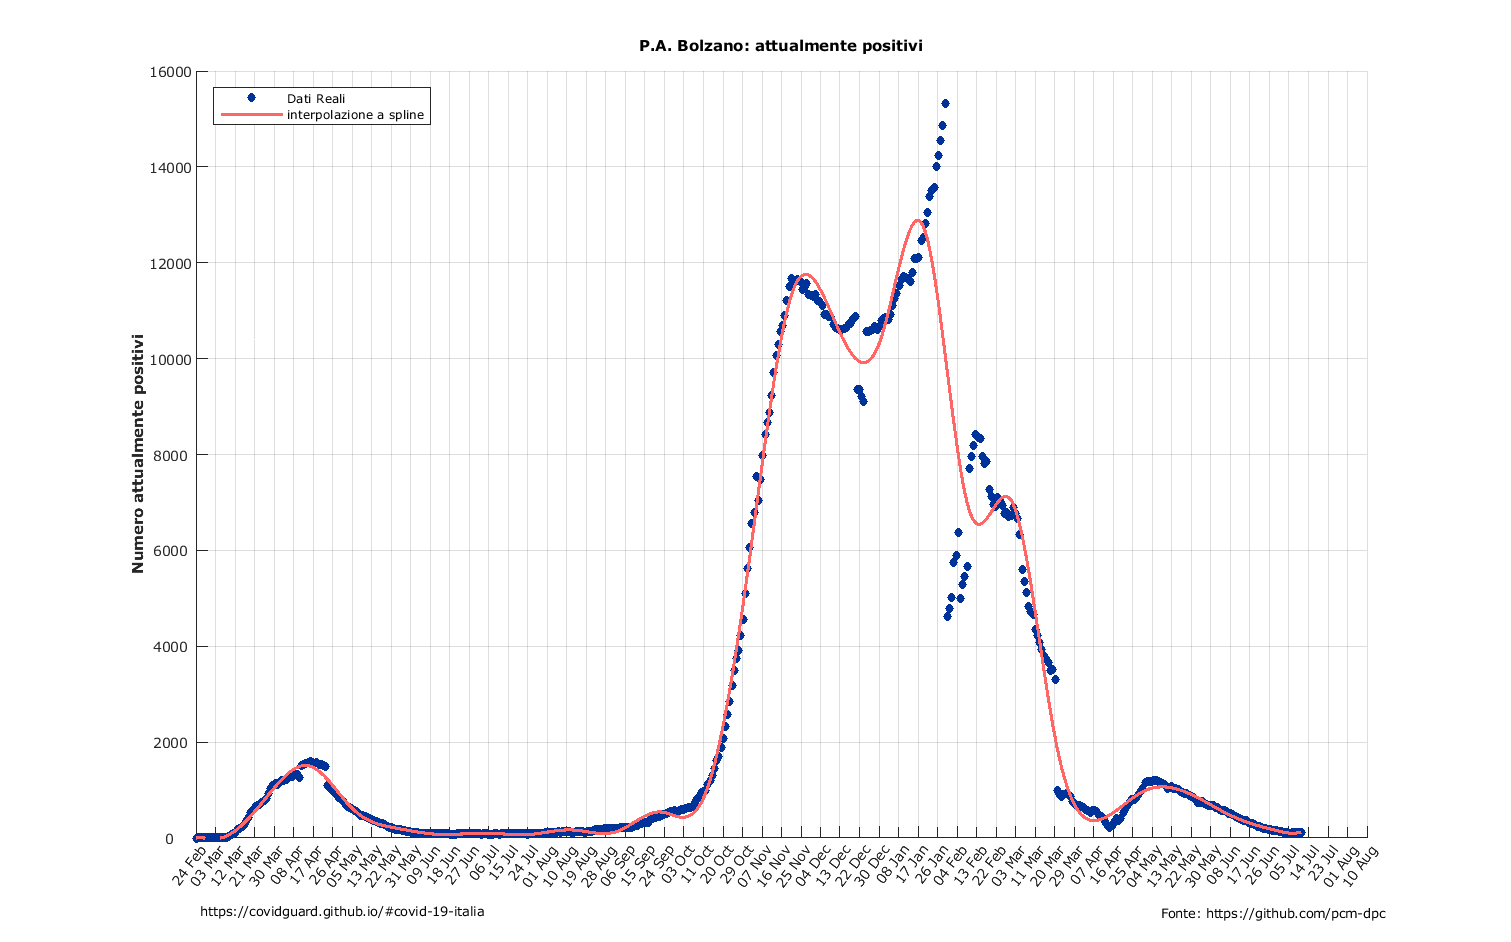 P.A. Bolzano: attualmente positivi
Dati Reali
interpolazione a spline
Numero attualmente positivi
16000
14000
12000
10000
8000
6000
4000
2000
0
24 Feb
03 Mar
12 Mar
21 Mar
30 Mar
08 Apr
17 Apr
26 Apr
05 May
13 May
22 May
31 May
09 Jun
18 Jun
27 Jun
06 Jul
15 Jul
24 Jul
01 Aug
10 Aug
19 Aug
28 Aug
06 Sep
15 Sep
24 Sep
03 Oct
11 Oct
20 Oct
29 Oct
07 Nov
16 Nov
25 Nov
04 Dec
13 Dec
22 Dec
30 Dec
08 Jan
17 Jan
26 Jan
04 Feb
13 Feb
22 Feb
03 Mar
11 Mar
20 Mar
29 Mar
07 Apr
16 Apr
25 Apr
04 May
13 May
22 May
30 May
08 Jun
17 Jun
26 Jun
05 Jul
14 Jul
23 Jul
01 Aug
10 Aug
https://covidguard.github.io/#covid-19-italia
Fonte: https://github.com/pcm-dpc